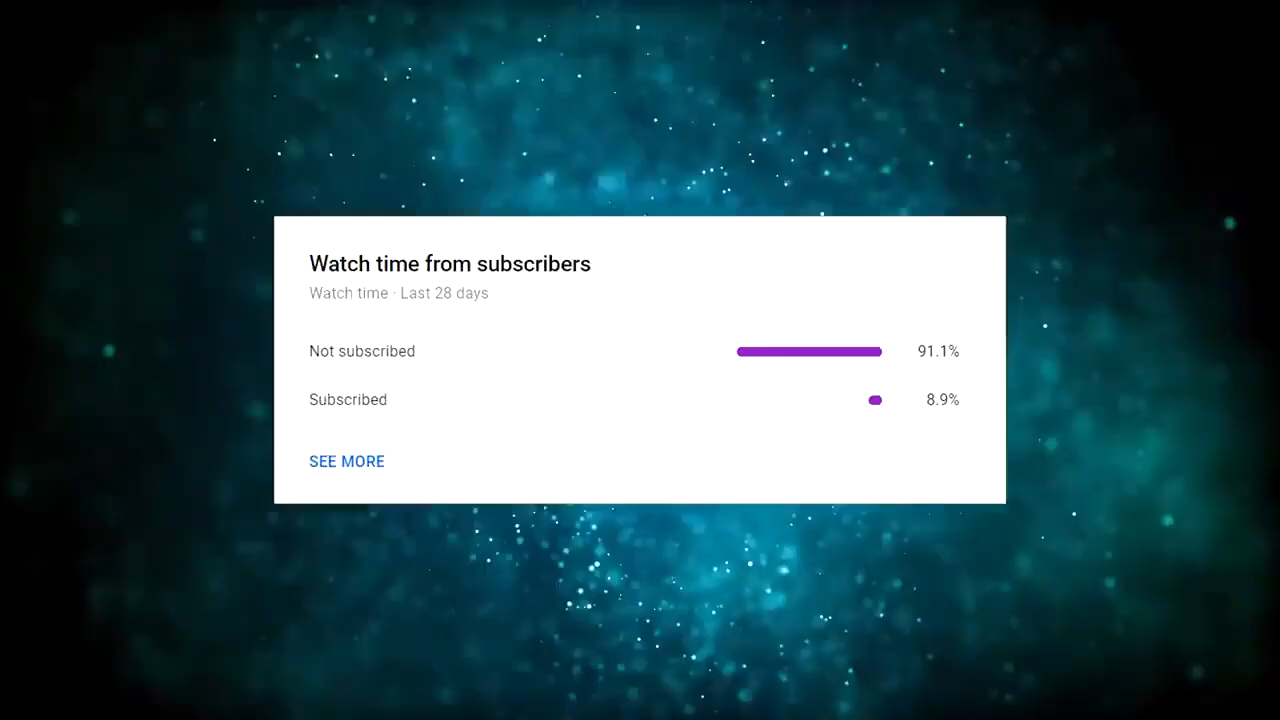 Watch time from subscribers
Watch time · Last 28 days
Not subscribed 91.1%
Subscribed 8.9%
SEE MORE